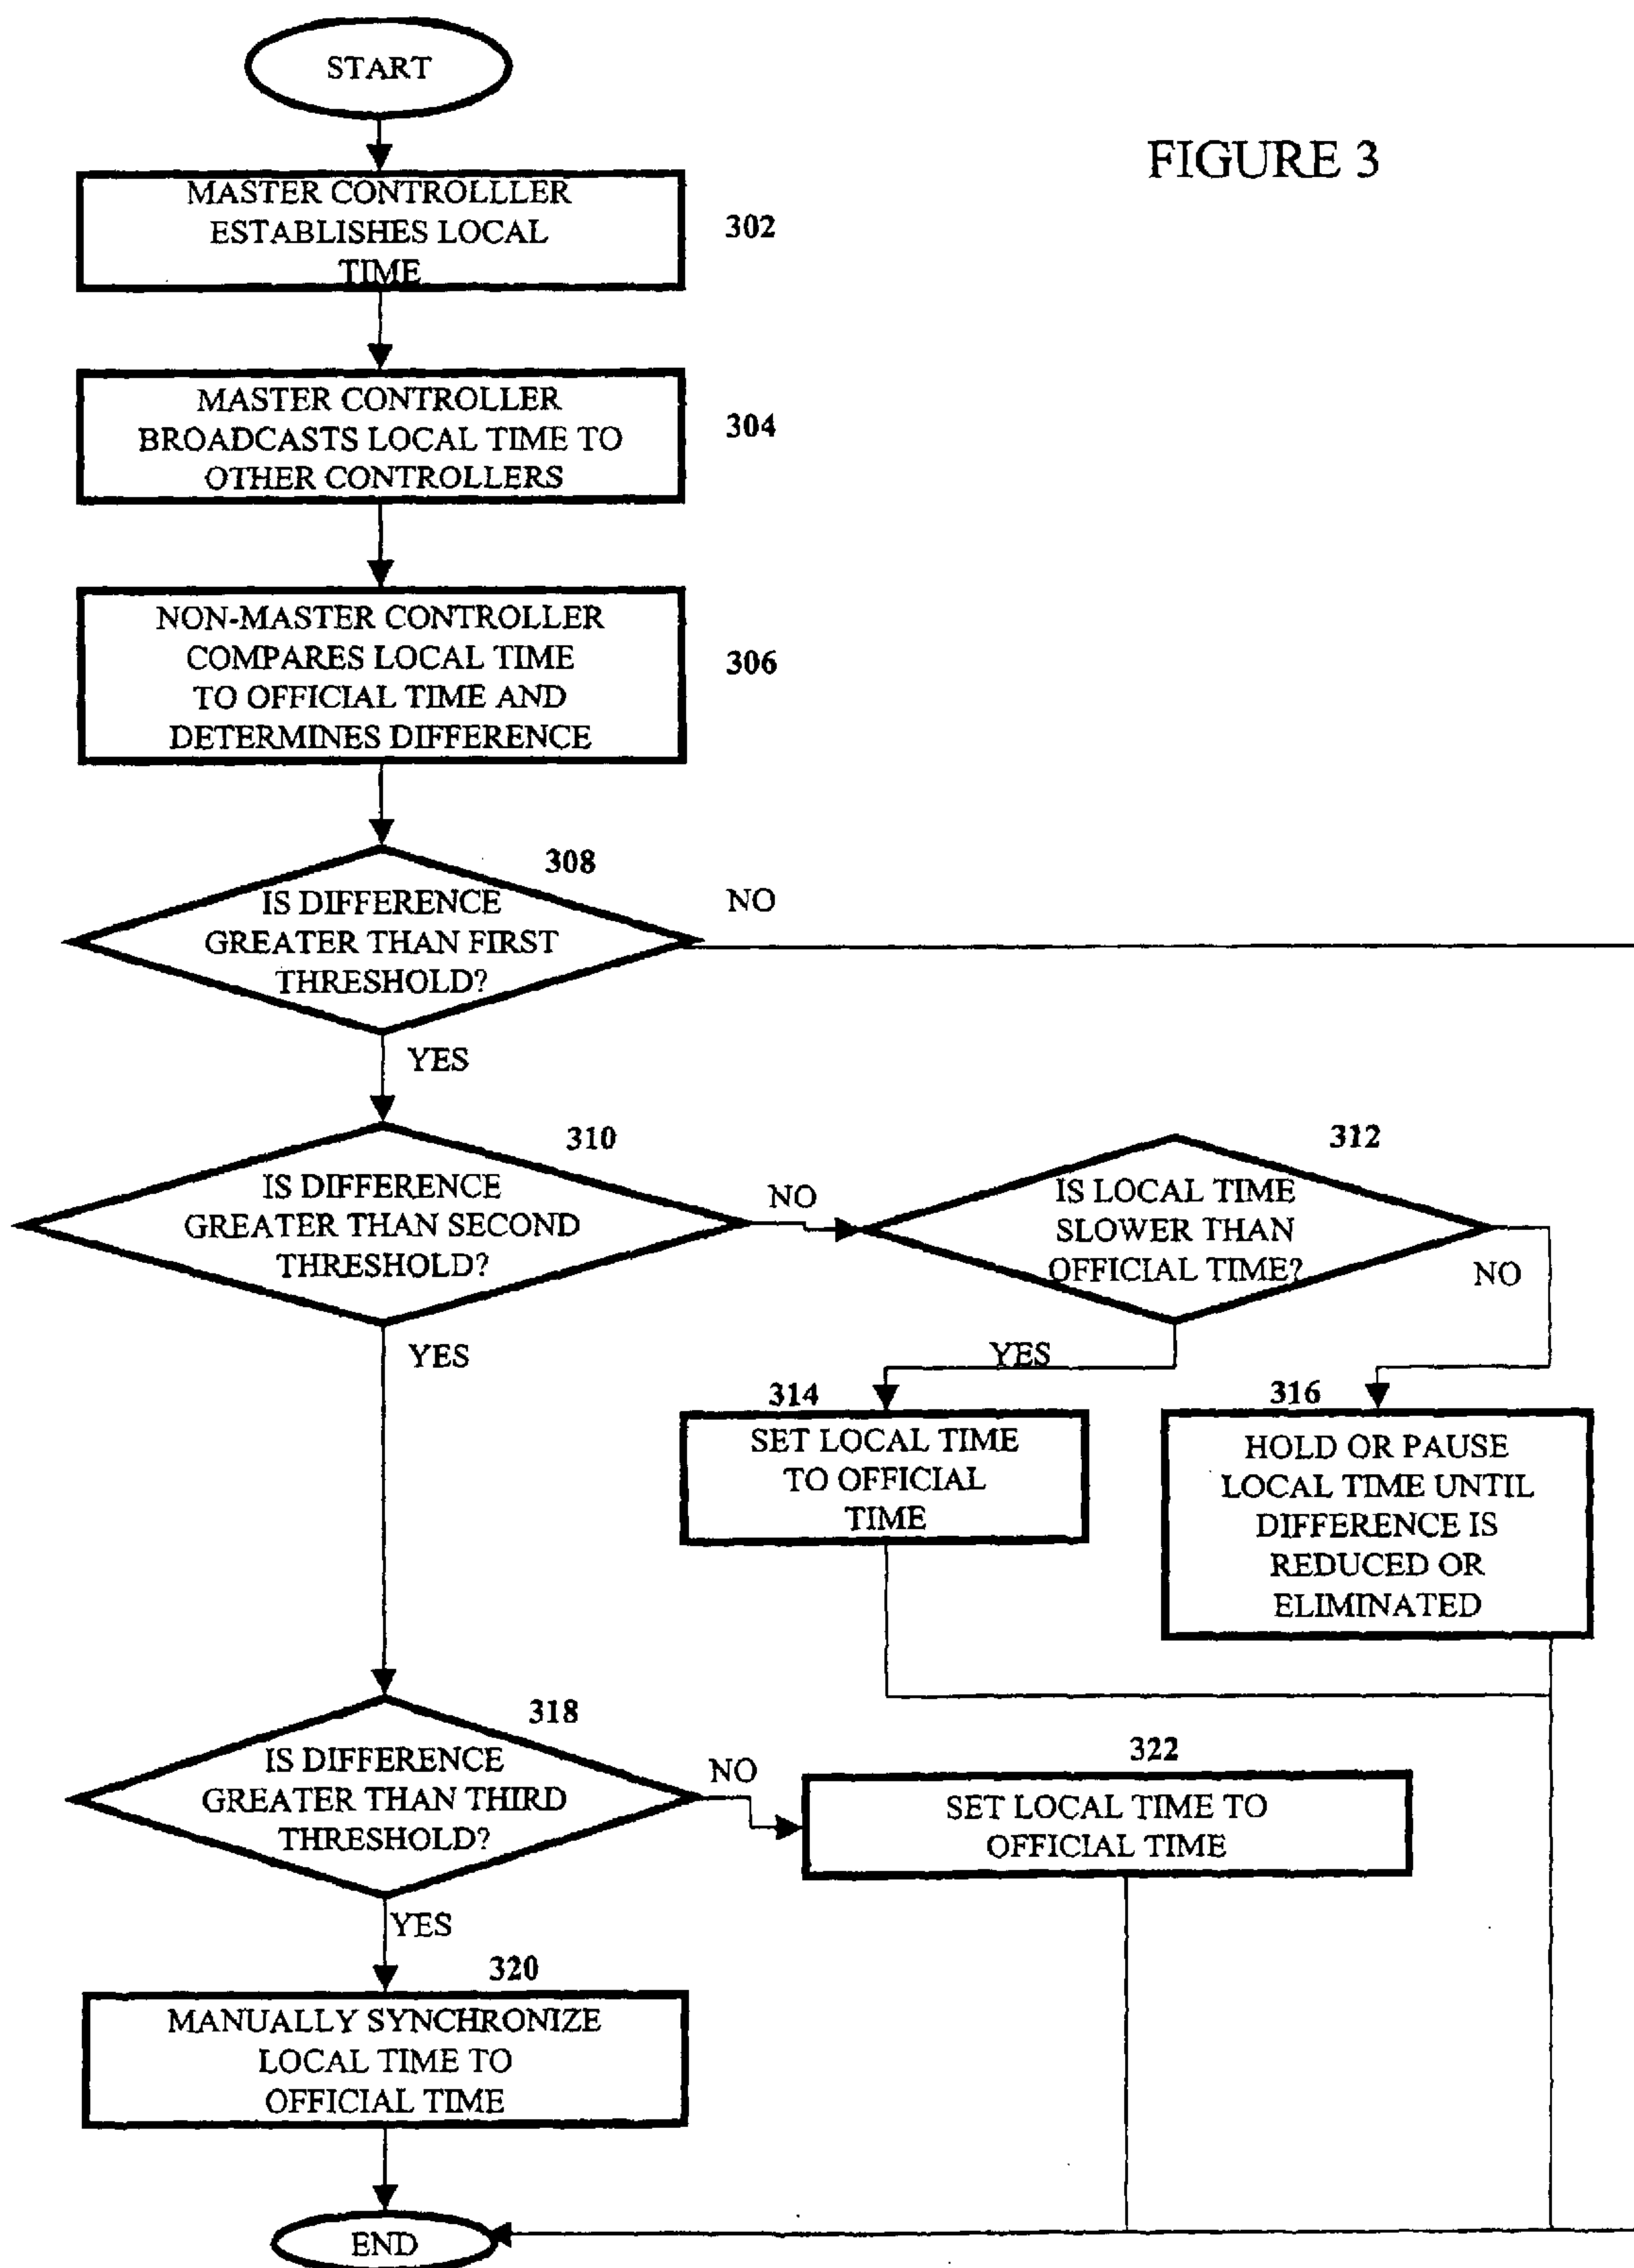 START
FIGURE 3
MASTER CONTROLLLER
ESTABLISHES LOCAL
TIME
302
MASTER CONTROLLER
BROADCASTS LOCAL TIME TO
OTHER CONTROLLERS
304
NON-MASTER CONTROLLER
COMPARES LOCAL TIME
TO OFFICIAL TIME AND
DETERMINES DIFFERENCE
306
308
IS DIFFERENCE
GREATER THAN FIRST
THRESHOLD?
NO
YES
310
IS DIFFERENCE
GREATER THAN SECOND
THRESHOLD?
NO
312
IS LOCAL TIME
SLOWER THAN
OFFICIAL TIME?
NO
YES
YES
314
SET LOCAL TIME
TO OFFICIAL
TIME
316
HOLD OR PAUSE
LOCAL TIME UNTIL
DIFFERENCE IS
REDUCED OR
ELIMINATED
318
IS DIFFERENCE
GREATER THAN THIRD
THRESHOLD?
NO
322
SET LOCAL TIME TO
OFFICIAL TIME
YES
320
MANUALLY SYNCHRONIZE
LOCAL TIME TO
OFFICIAL TIME
END